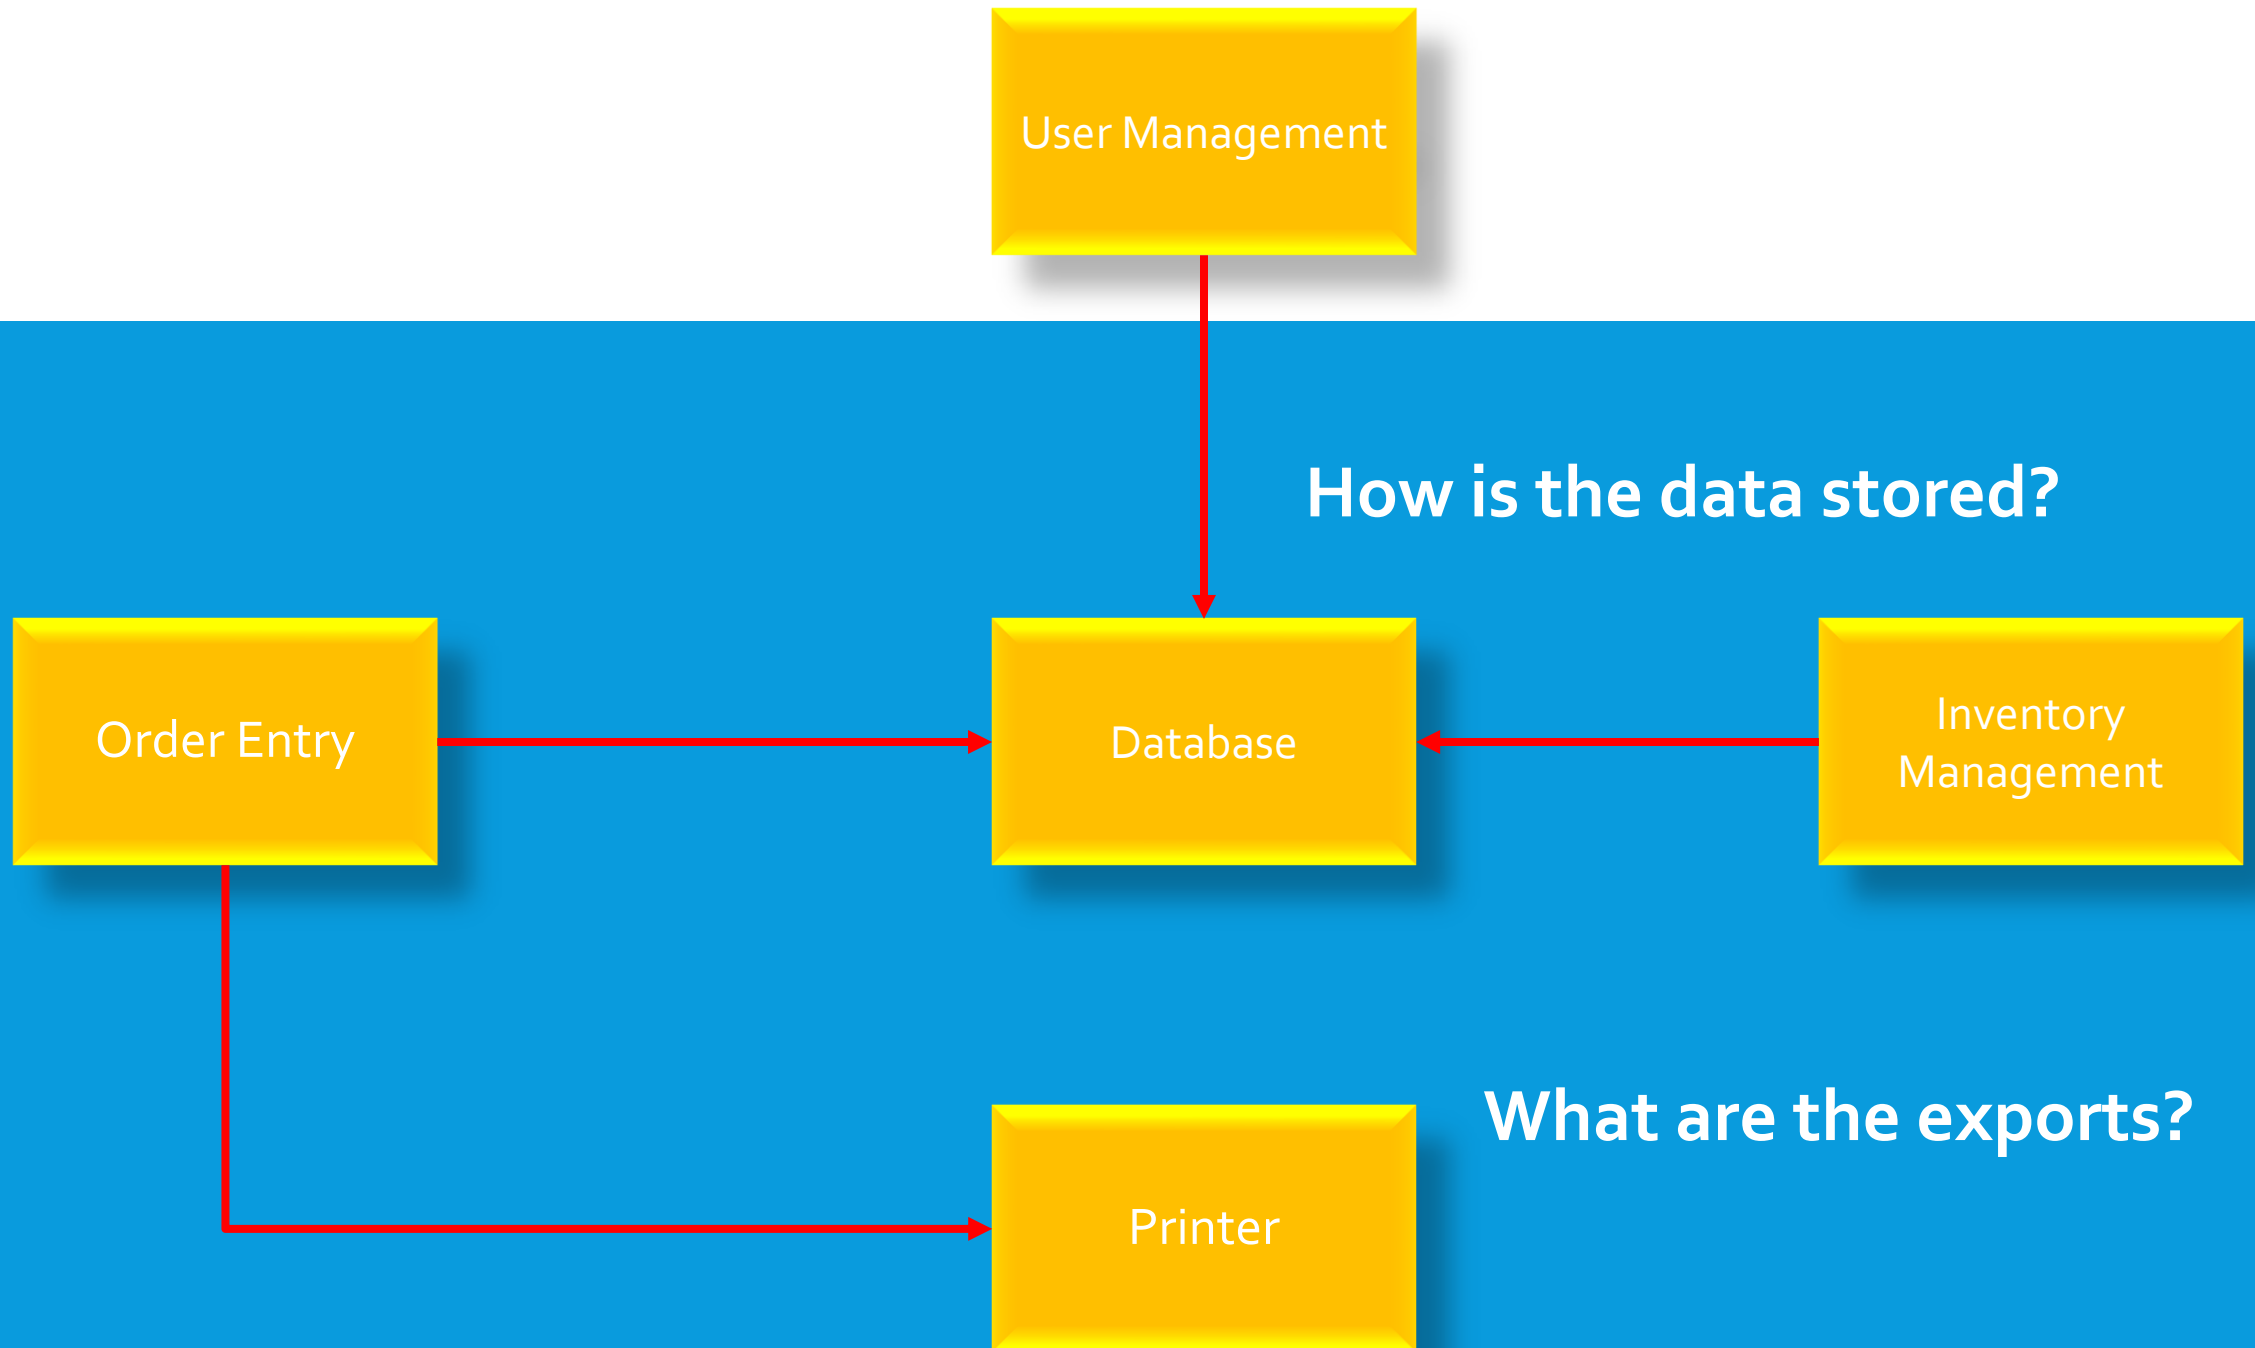 User Management
How is the data stored?
Order Entry
Database
Inventory
Management
What are the exports?
Printer